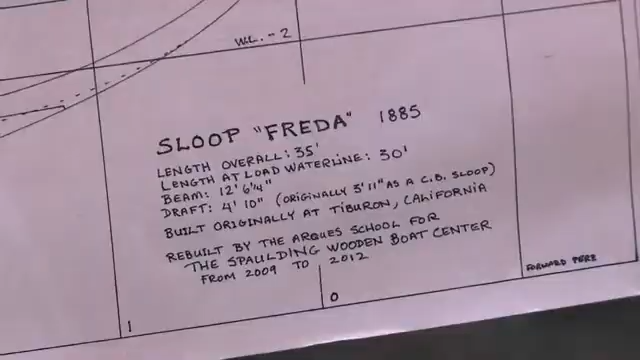 W.L. - 2
SLOOP "FREDA" 1885
LENGTH OVERALL: 35'
LENGTH AT LOAD WATERLINE: 30'
BEAM: 12' 6 1/4"
DRAFT: 4' 10" (ORIGINALLY 3' 11" AS A C.B. SLOOP)
BUILT ORIGINALLY AT TIBURON, CALIFORNIA
REBUILT BY THE ARQUES SCHOOL FOR
THE SPAULDING WOODEN BOAT CENTER
FROM 2009 TO 2012
1
0
FORWARD PERP.